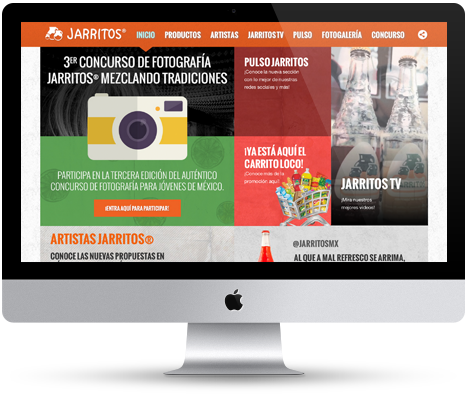 JARRITOS®
INICIO PRODUCTOS ARTISTAS JARRITOS TV PULSO FOTOGALERÍA CONCURSO
3ER CONCURSO DE FOTOGRAFÍA
JARRITOS® MEZCLANDO TRADICIONES
PARTICIPA EN LA TERCERA EDICIÓN DEL AUTÉNTICO
CONCURSO DE FOTOGRAFÍA PARA JÓVENES DE MÉXICO.
¡ENTRA AQUÍ PARA PARTICIPAR!
PULSO JARRITOS
¡Conoce la nueva sección
con lo mejor de nuestras
redes sociales y más!
¡YA ESTÁ AQUÍ EL
CARRITO LOCO!
¡Conoce más de la
promoción aquí!
JARRITOS TV
¡Mira nuestros
mejores videos!
ARTISTAS JARRITOS®
CONOCE LAS NUEVAS PROPUESTAS EN
@JARRITOSMX
AL QUE A MAL REFRESCO SE ARRIMA,